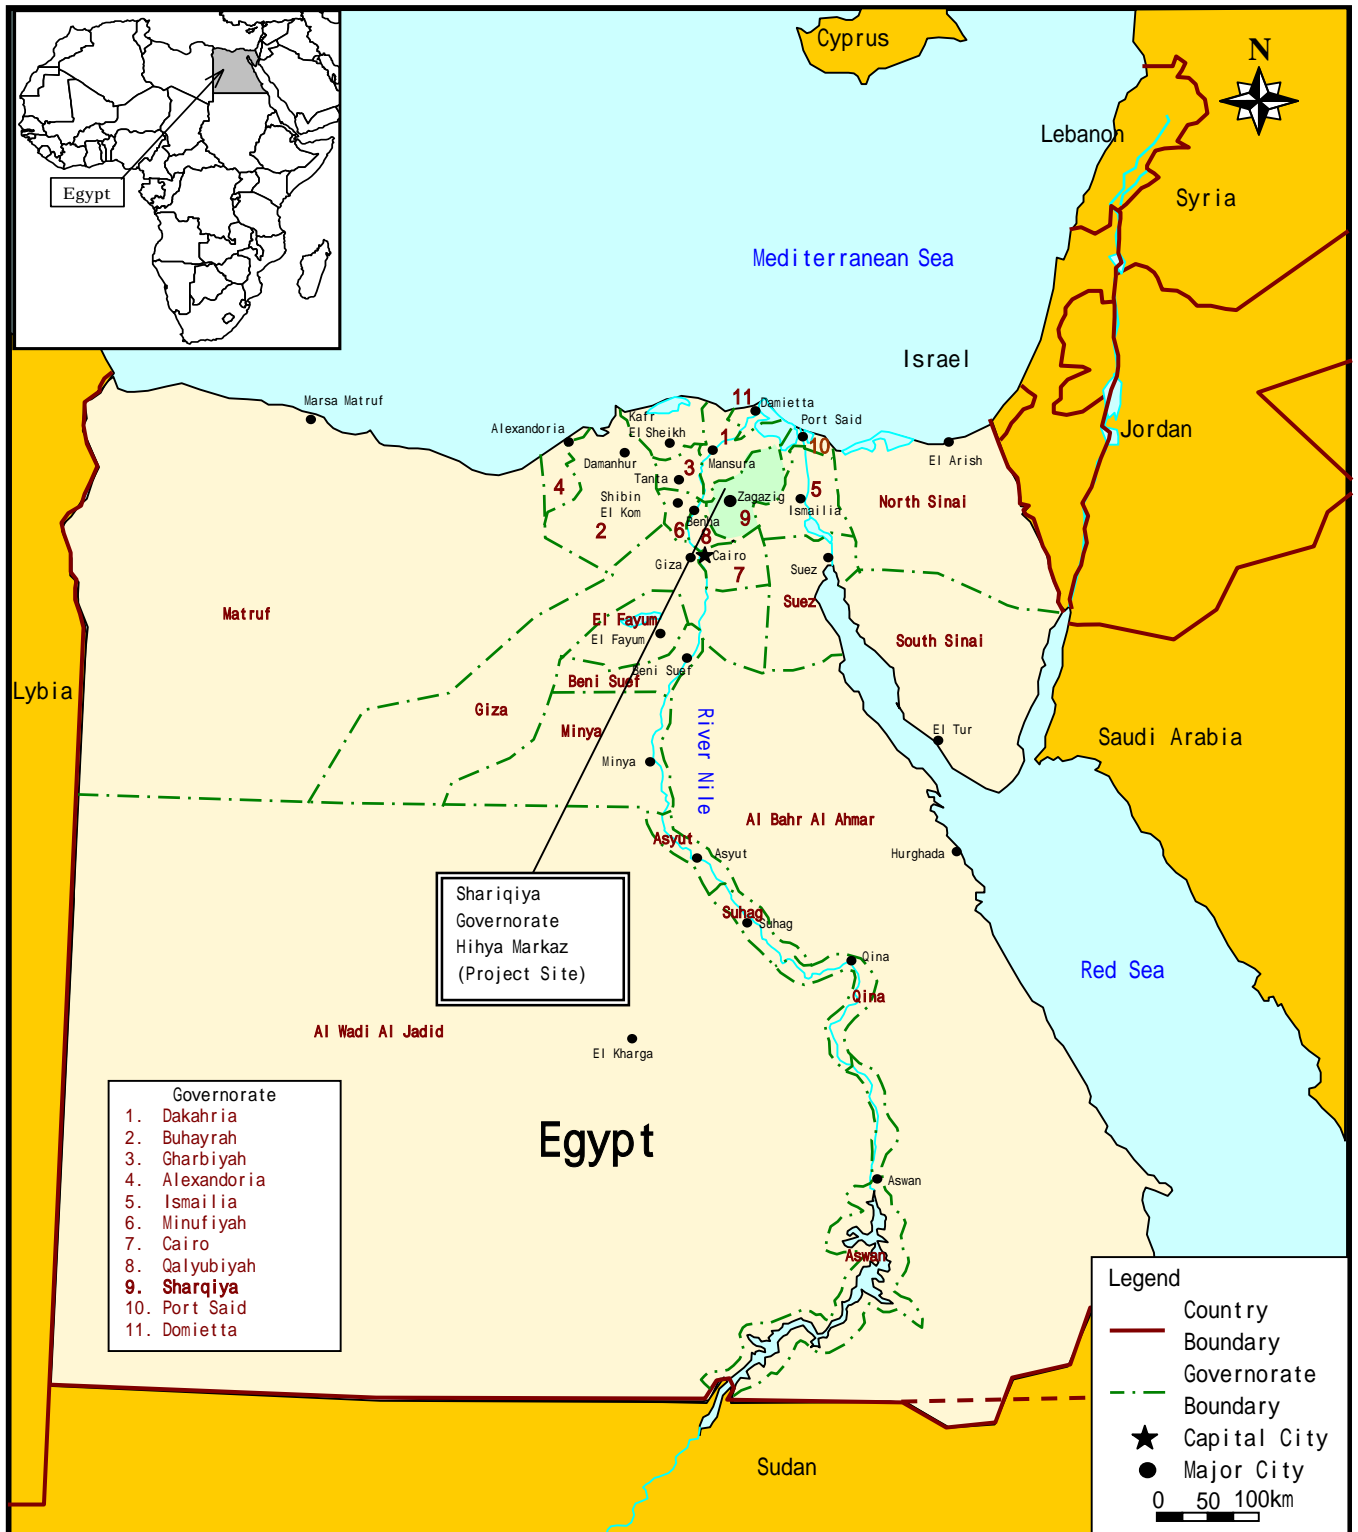 Cyprus
N
Lebanon
Egypt
Syria
Mediterranean Sea
Israel
Marsa Matruf
11
Damietta
Kafr
El Sheikh
Port Said
Alexandoria
1
10
Jordan
Damanhur
Mansura
El Arish
3
Tanta
4
5
Zagazig
North Sinai
Shibin
El Kom
Ismailia
9
Benha
2
6
8
Cairo
Giza
7
Suez
Suez
Matruf
El Fayum
El Fayum
South Sinai
Beni Suef
Beni Suef
Lybia
Giza
Minya
River Nile
El Tur
Saudi Arabia
Minya
Al Bahr Al Ahmar
Asyut
Asyut
Hurghada
Shariqiya
Governorate
Hihya Markaz
(Project Site)
Suhag
Suhag
Qina
Red Sea
Qina
Al Wadi Al Jadid
El Kharga
Egypt
Governorate
1. Dakahria
2. Buhayrah
3. Gharbiyah
4. Alexandoria
5. Ismailia
6. Minufiyah
7. Cairo
8. Qalyubiyah
9. Sharqiya
10. Port Said
11. Domietta
Aswan
Aswan
Legend
Country
Boundary
Governorate
Boundary
Capital City
Major City
0 50 100km
Sudan